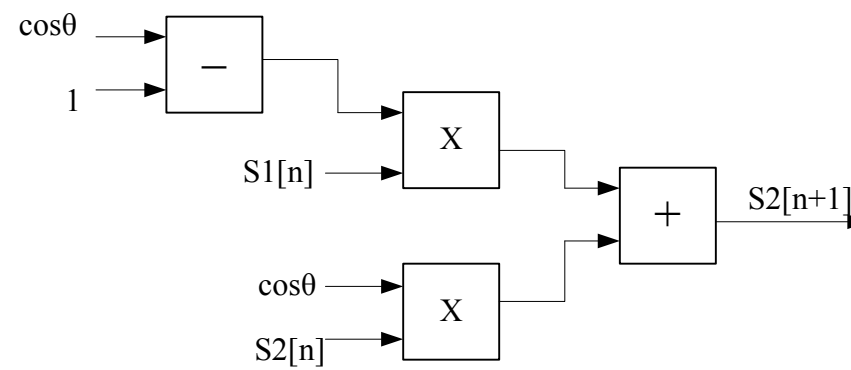 cosθ
−
1
X
S1[n]
+
S2[n+1]
cosθ
X
S2[n]